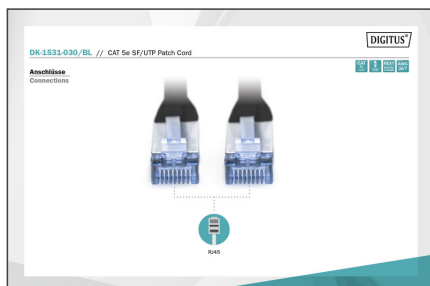 DIGITUS®
DK-1531-030/BL // CAT 5e SF/UTP Patch Cord
Anschlüsse
Connections
RJ45